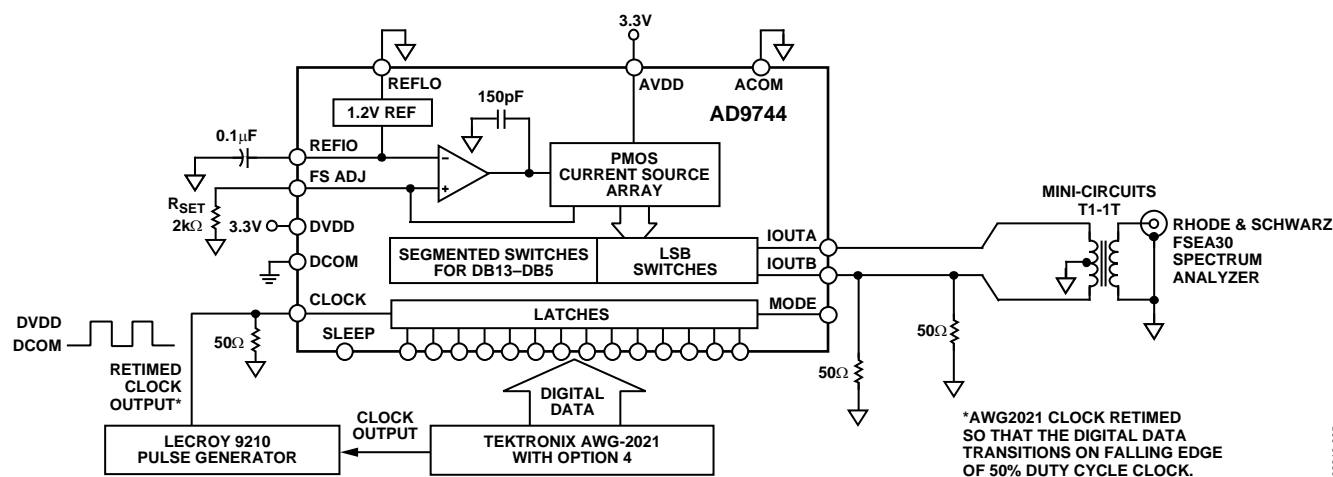 3.3V
REFLO
AVDD
ACOM
150pF
1.2V REF
AD9744
0.1µF
REFIO
PMOS
CURRENT SOURCE
ARRAY
FS ADJ
RSET
2kΩ
3.3V
DVDD
MINI-CIRCUITS
T1-1T
IOUTA
RHODE & SCHWARZ
FSEA30
SPECTRUM
ANALYZER
SEGMENTED SWITCHES
FOR DB13–DB5
LSB
SWITCHES
DCOM
IOUTB
CLOCK
MODE
LATCHES
DVDD
DCOM
50Ω
SLEEP
50Ω
50Ω
RETIMED
CLOCK
OUTPUT*
DIGITAL
DATA
CLOCK
OUTPUT
LECROY 9210
PULSE GENERATOR
TEKTRONIX AWG-2021
WITH OPTION 4
*AWG2021 CLOCK RETIMED
SO THAT THE DIGITAL DATA
TRANSITIONS ON FALLING EDGE
OF 50% DUTY CYCLE CLOCK.